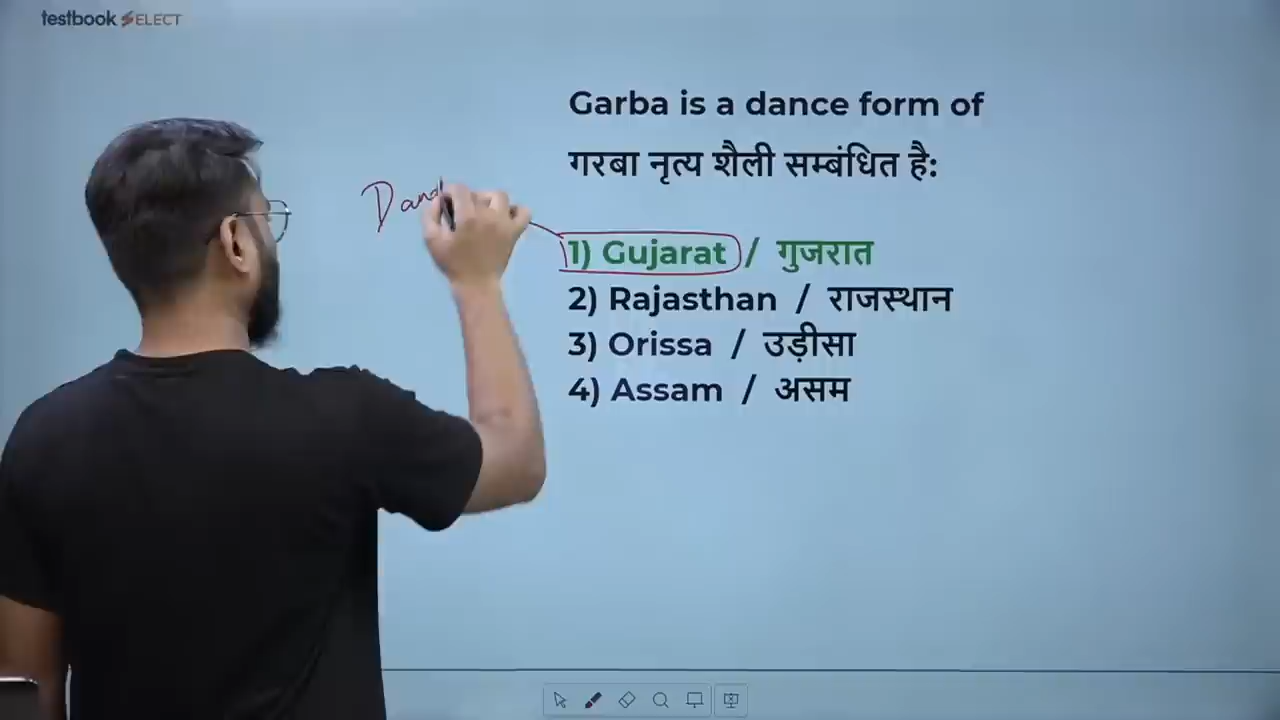 testbook SELECT
Garba is a dance form of
गरबा नृत्य शैली सम्बंधित है:
1) Gujarat / गुजरात
2) Rajasthan / राजस्थान
3) Orissa / उड़ीसा
4) Assam / असम